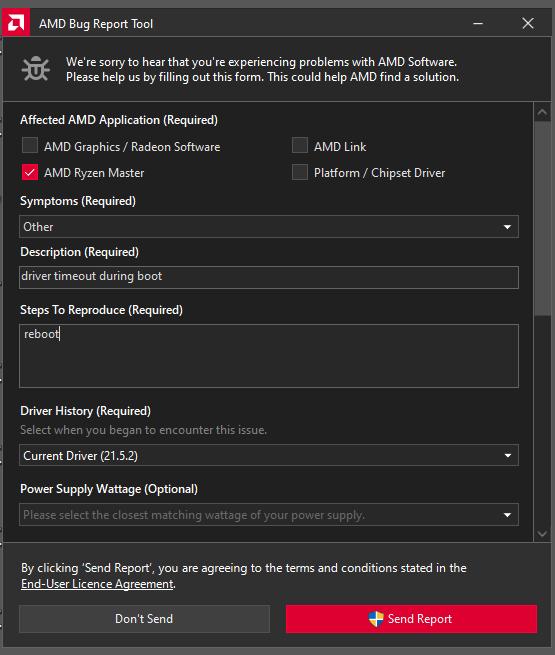 AMD Bug Report Tool
We're sorry to hear that you're experiencing problems with AMD Software.
Please help us by filling out this form. This could help AMD find a solution.
Affected AMD Application (Required)
AMD Graphics / Radeon Software
AMD Link
AMD Ryzen Master
Platform / Chipset Driver
Symptoms (Required)
Other
Description (Required)
driver timeout during boot
Steps To Reproduce (Required)
reboot
Driver History (Required)
Select when you began to encounter this issue.
Current Driver (21.5.2)
Power Supply Wattage (Optional)
Please select the closest matching wattage of your power supply.
By clicking 'Send Report', you are agreeing to the terms and conditions stated in the
End-User Licence Agreement.
Don't Send
Send Report